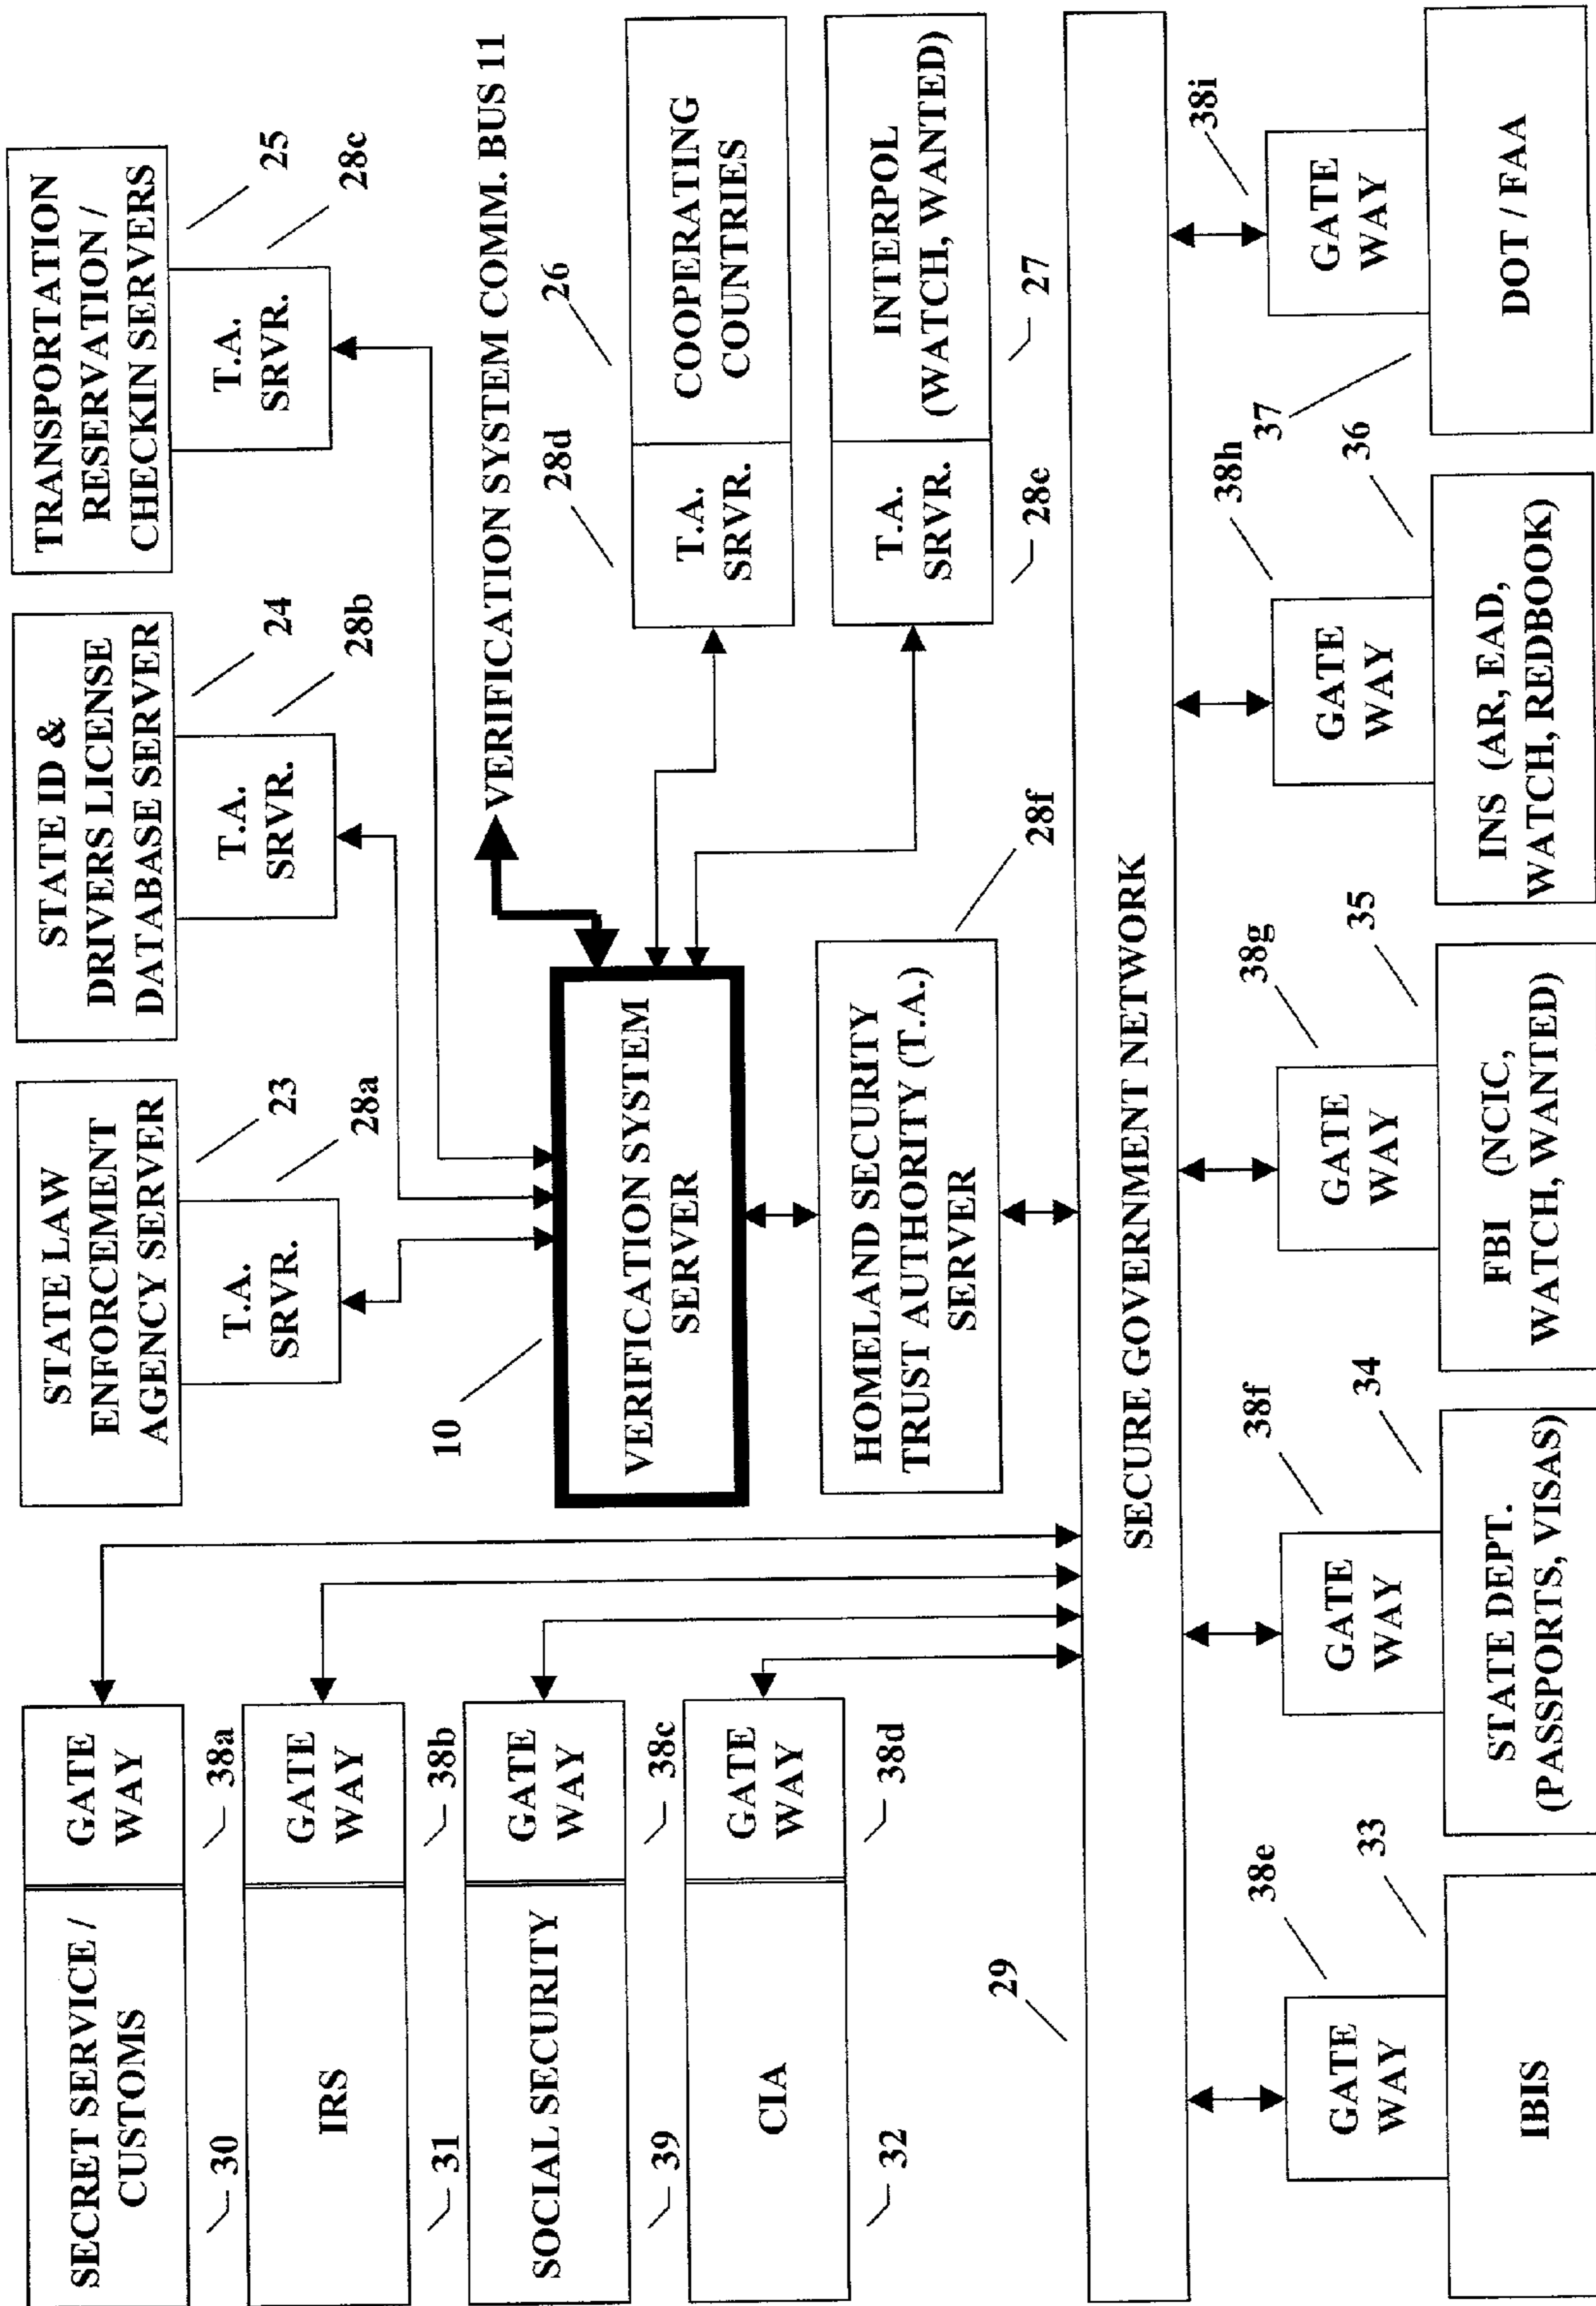 SECRET SERVICE /
CUSTOMS
GATE
WAY
30
38a
IRS
GATE
WAY
31
38b
SOCIAL SECURITY
GATE
WAY
39
38c
CIA
GATE
WAY
32
38d
STATE LAW
ENFORCEMENT
AGENCY SERVER
23
T.A.
SRVR.
28a
STATE ID &
DRIVERS LICENSE
DATABASE SERVER
24
T.A.
SRVR.
28b
TRANSPORTATION
RESERVATION /
CHECKIN SERVERS
25
T.A.
SRVR.
28c
10
VERIFICATION SYSTEM
SERVER
VERIFICATION SYSTEM COMM. BUS 11
28d
26
T.A.
SRVR.
COOPERATING
COUNTRIES
T.A.
SRVR.
INTERPOL
(WATCH, WANTED)
28e
27
HOMELAND SECURITY
TRUST AUTHORITY (T.A.)
SERVER
28f
29
SECURE GOVERNMENT NETWORK
38e
GATE
WAY
33
IBIS
38f
GATE
WAY
34
STATE DEPT.
(PASSPORTS, VISAS)
38g
GATE
WAY
35
FBI (NCIC,
WATCH, WANTED)
38h
GATE
WAY
36
INS (AR, EAD,
WATCH, REDBOOK)
38i
GATE
WAY
37
DOT / FAA